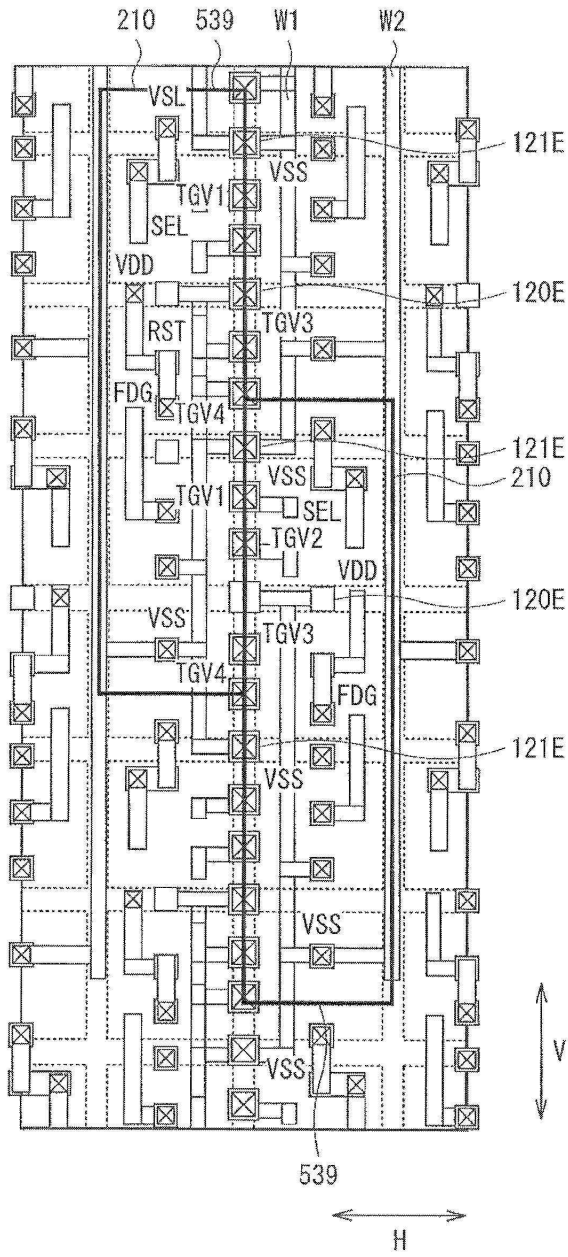 210 539 W1 W2
VSL
121E
VSS
TGV1
SEL
VDD
120E
RST
TGV3
FDG
TGV4
121E
VSS
210
TGV1
SEL
TGV2
VDD
120E
VSS
TGV3
TGV4
FDG
121E
VSS
VSS
V
VSS
539
H